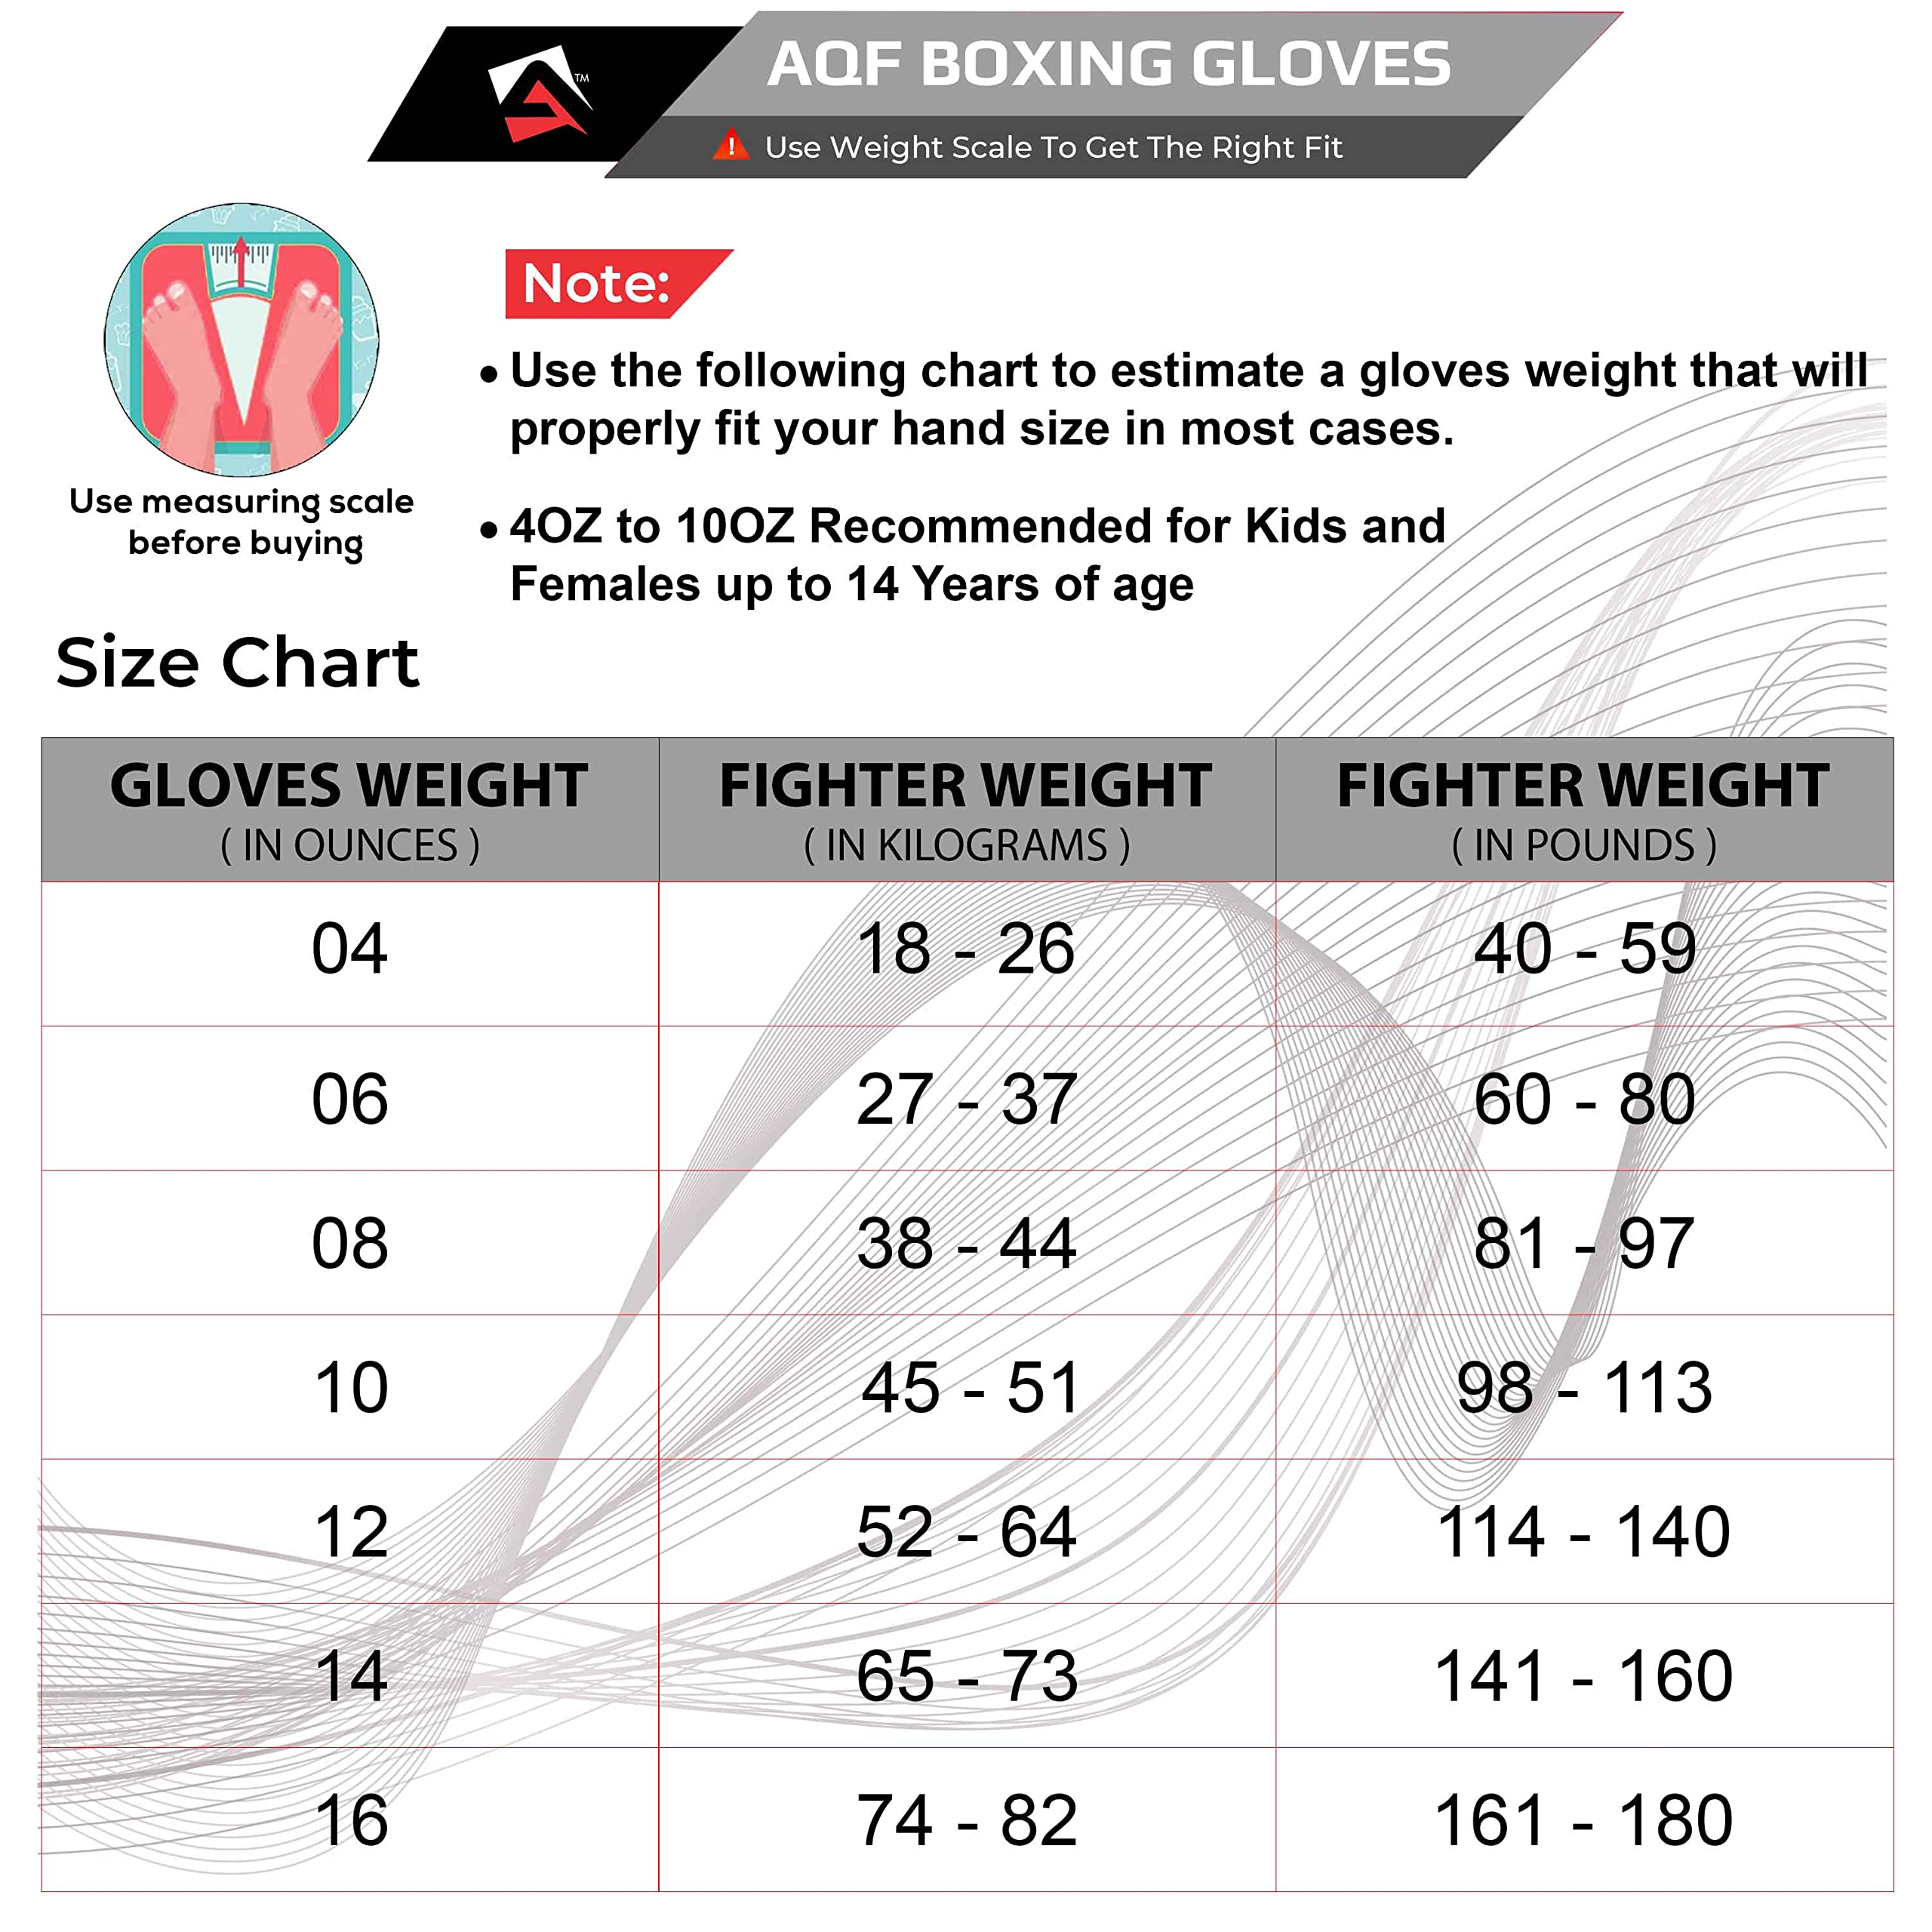 TM
AQF BOXING GLOVES
! Use Weight Scale To Get The Right Fit
Note:
• Use the following chart to estimate a gloves weight that will
properly fit your hand size in most cases.
• 4OZ to 10OZ Recommended for Kids and
Females up to 14 Years of age
Use measuring scale
before buying
Size Chart
GLOVES WEIGHT FIGHTER WEIGHT FIGHTER WEIGHT
( IN OUNCES ) ( IN KILOGRAMS ) ( IN POUNDS )
04 18 - 26 40 - 59
06 27 - 37 60 - 80
08 38 - 44 81 - 97
10 45 - 51 98 - 113
12 52 - 64 114 - 140
14 65 - 73 141 - 160
16 74 - 82 161 - 180